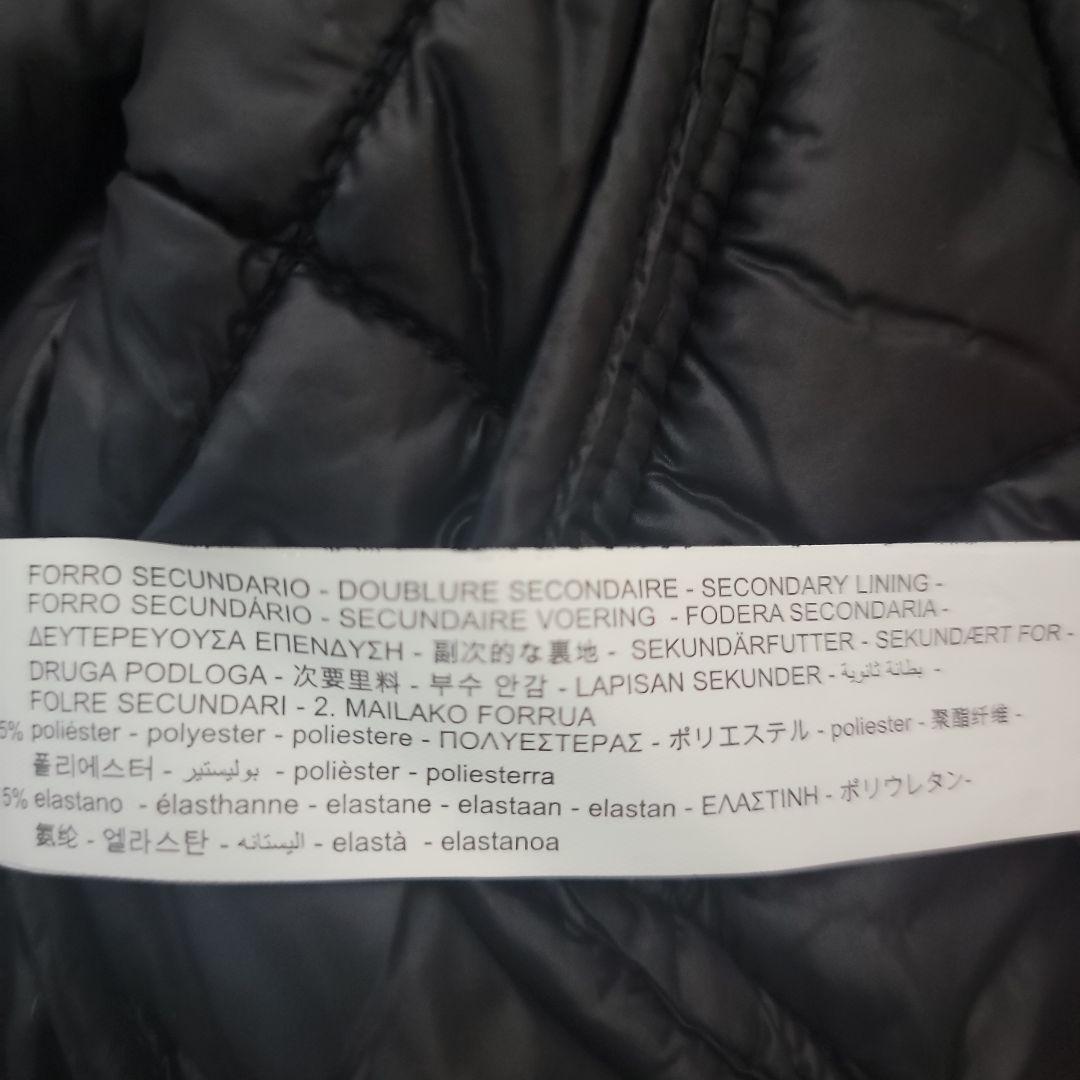 FORRO SECUNDARIO - DOUBLURE SECONDAIRE - SECONDARY LINING -
FORRO SECUNDÁRIO - SECUNDAIRE VOERING - FODERA SECONDARIA -
ΔΕΥΤΕΡΕΥΟΥΣΑ ΕΠΕΝΔΥΣΗ - 副次的な裏地 - SEKUNDÄRFUTTER - SEKUNDÆRT FOR -
DRUGA PODLOGA - 次要里料 - 부수 안감 - LAPISAN SEKUNDER - بطانة ثانوية -
FOLRE SECUNDARI - 2. MAILAKO FORRUA
5% poliéster - polyester - poliestere - ΠΟΛΥΕΣΤΕΡΑΣ - ポリエステル - poliester - 聚酯纤维 -
폴리에스터 - بوليستير - polièster - poliesterra
5% elastano - élasthanne - elastane - elastaan - elastan - ΕΛΑΣΤΙΝΗ - ポリウレタン-
氨纶 - 엘라스탄 - اليستانه - elastà - elastanoa